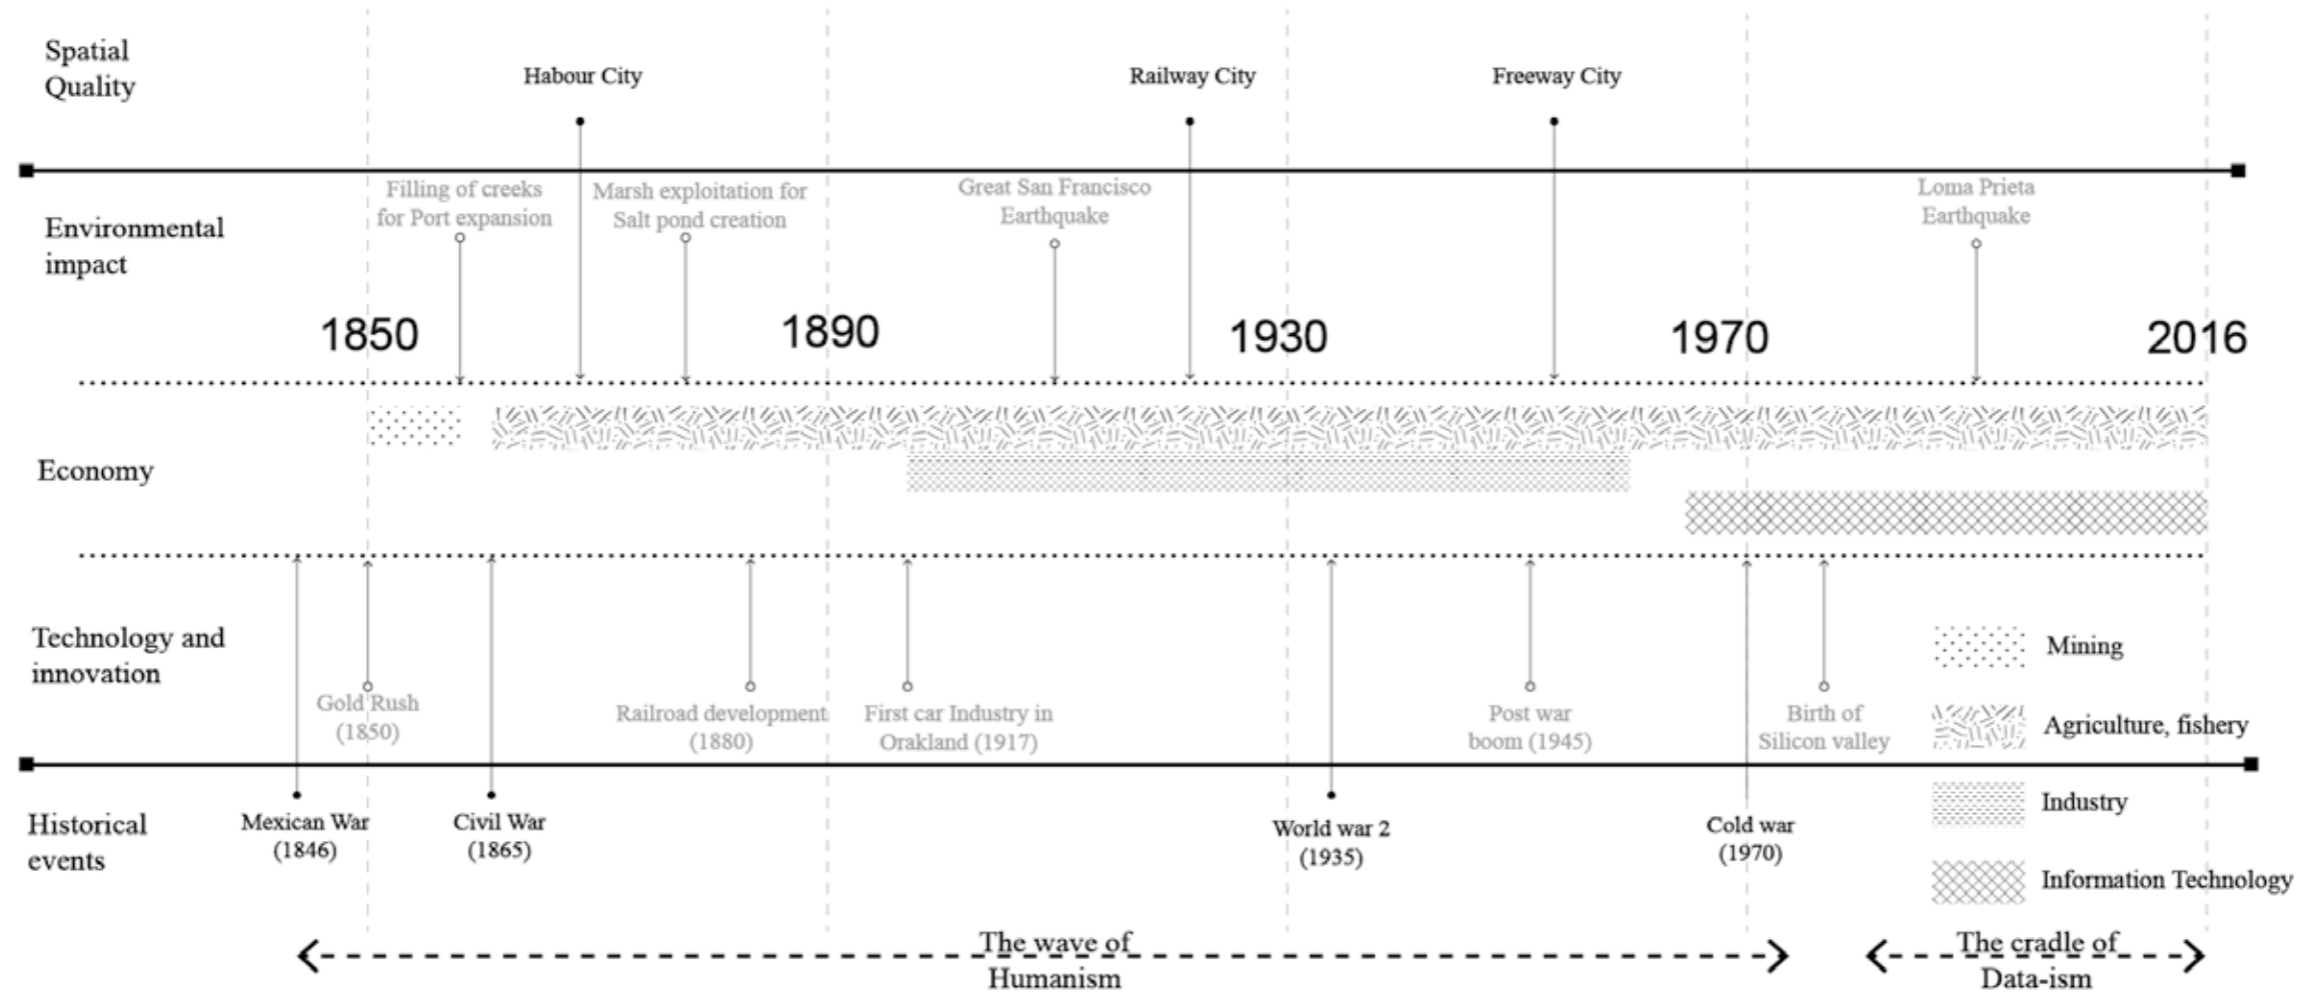 Spatial
Quality
Habour City
Railway City
Freeway City
Environmental
impact
Filling of creeks
for Port expansion
Marsh exploitation for
Salt pond creation
Great San Francisco
Earthquake
Loma Prieta
Earthquake
1850
1890
1930
1970
2016
Economy
Technology and
innovation
Gold Rush
(1850)
Railroad development
(1880)
First car Industry in
Orakland (1917)
Post war
boom (1945)
Birth of
Silicon valley
Mining
Agriculture, fishery
Industry
Information Technology
Historical
events
Mexican War
(1846)
Civil War
(1865)
World war 2
(1935)
Cold war
(1970)
The wave of
Humanism
The cradle of
Data-ism